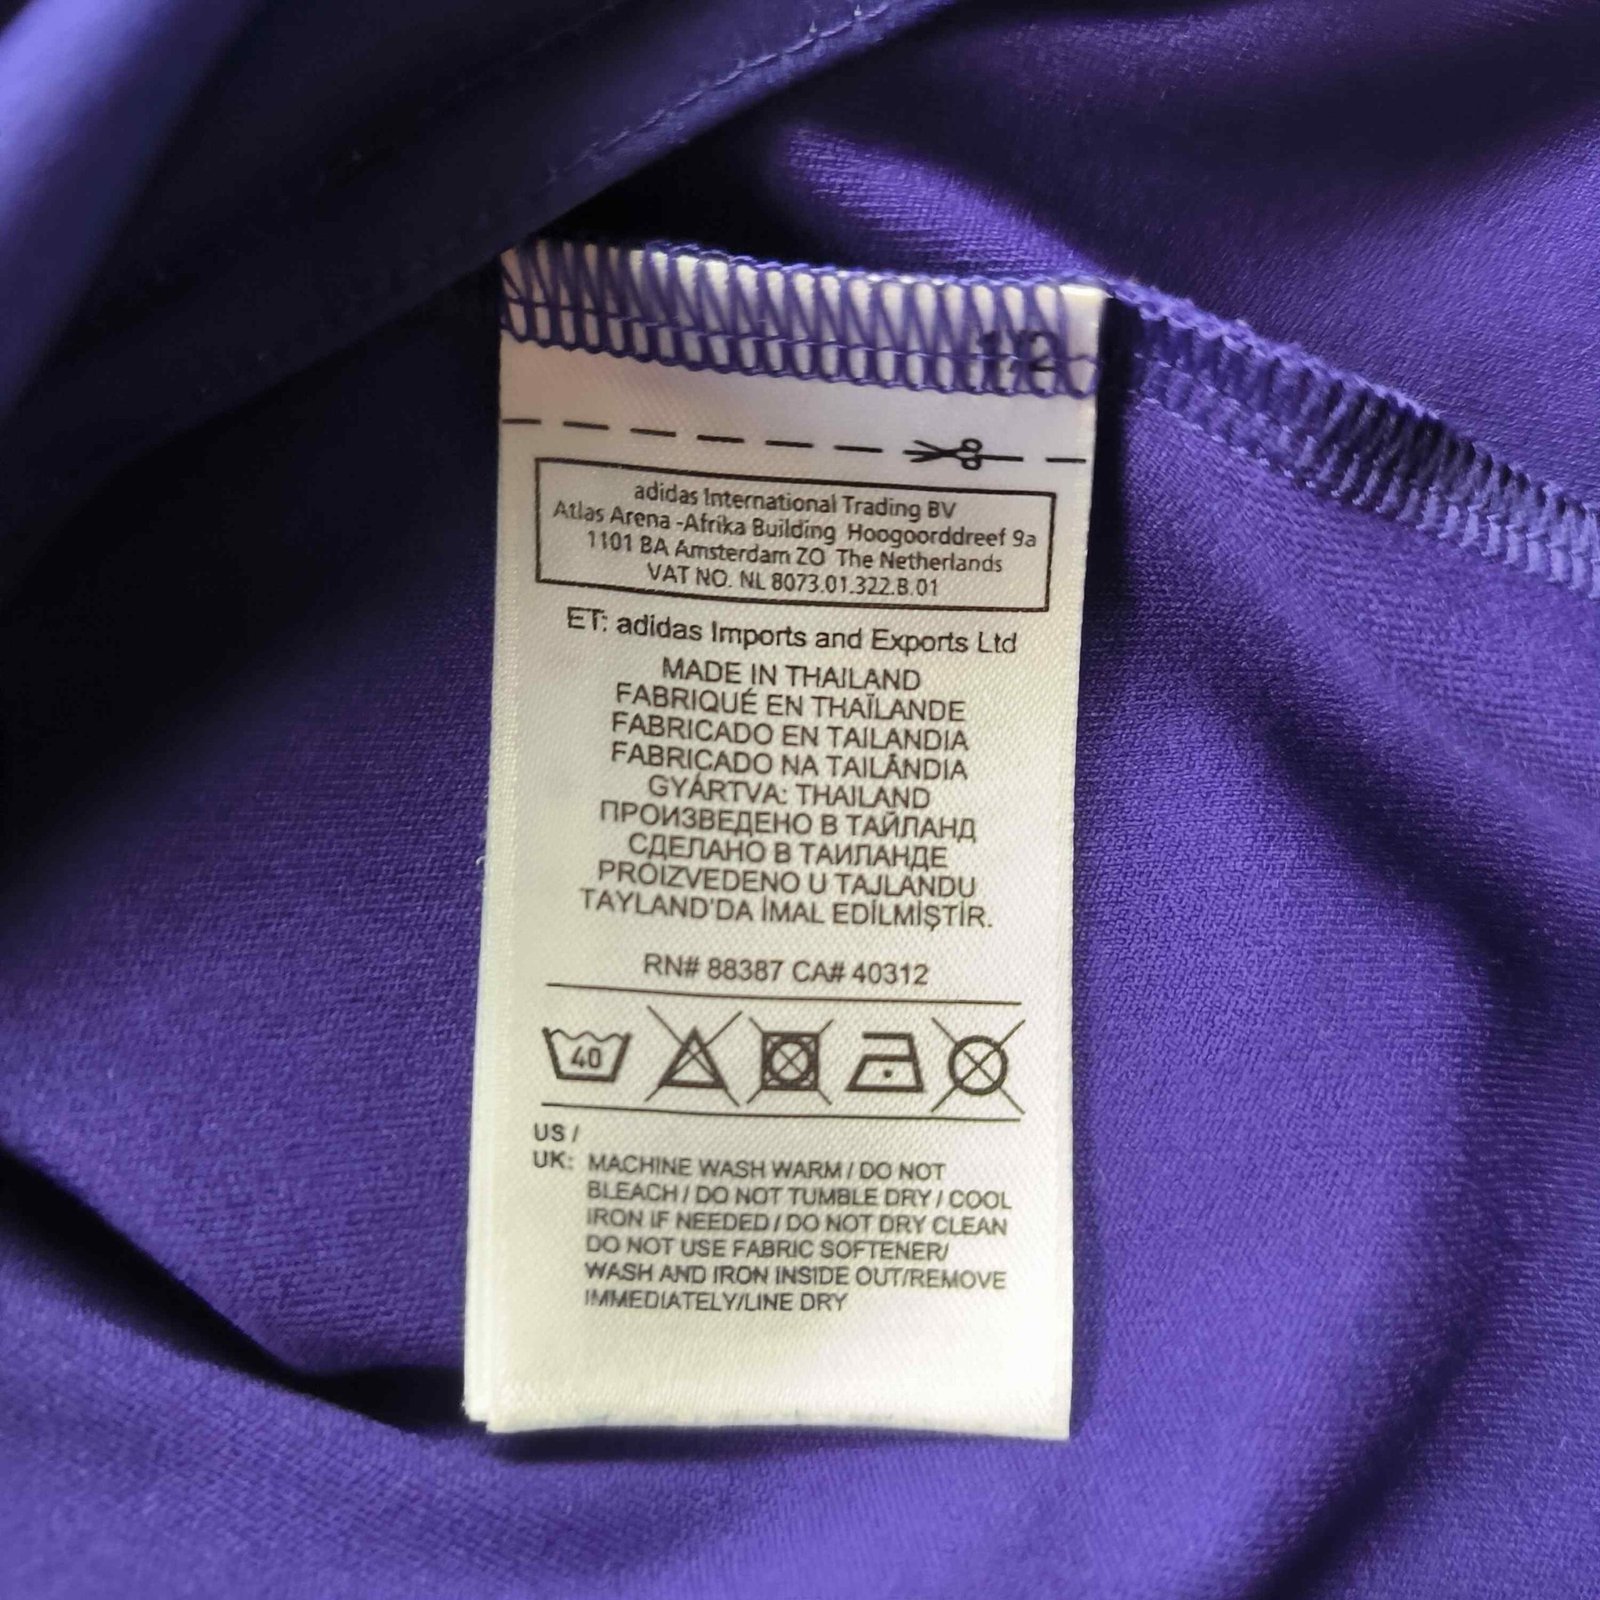 1/2
adidas International Trading BV
Atlas Arena -Afrika Building Hoogoorddreef 9a
1101 BA Amsterdam ZO The Netherlands
VAT NO. NL 8073.01.322.B.01
ET: adidas Imports and Exports Ltd
MADE IN THAILAND
FABRIQUÉ EN THAÏLANDE
FABRICADO EN TAILANDIA
FABRICADO NA TAILÂNDIA
GYÁRTVA: THAILAND
ПРОИЗВЕДЕНО В ТАЙЛАНД
СДЕЛАНО В ТАИЛАНДЕ
PROIZVEDENO U TAJLANDU
TAYLAND'DA İMAL EDİLMİŞTİR.
RN# 88387 CA# 40312
40
US /
UK: MACHINE WASH WARM / DO NOT
BLEACH / DO NOT TUMBLE DRY / COOL
IRON IF NEEDED / DO NOT DRY CLEAN
DO NOT USE FABRIC SOFTENER/
WASH AND IRON INSIDE OUT/REMOVE
IMMEDIATELY/LINE DRY